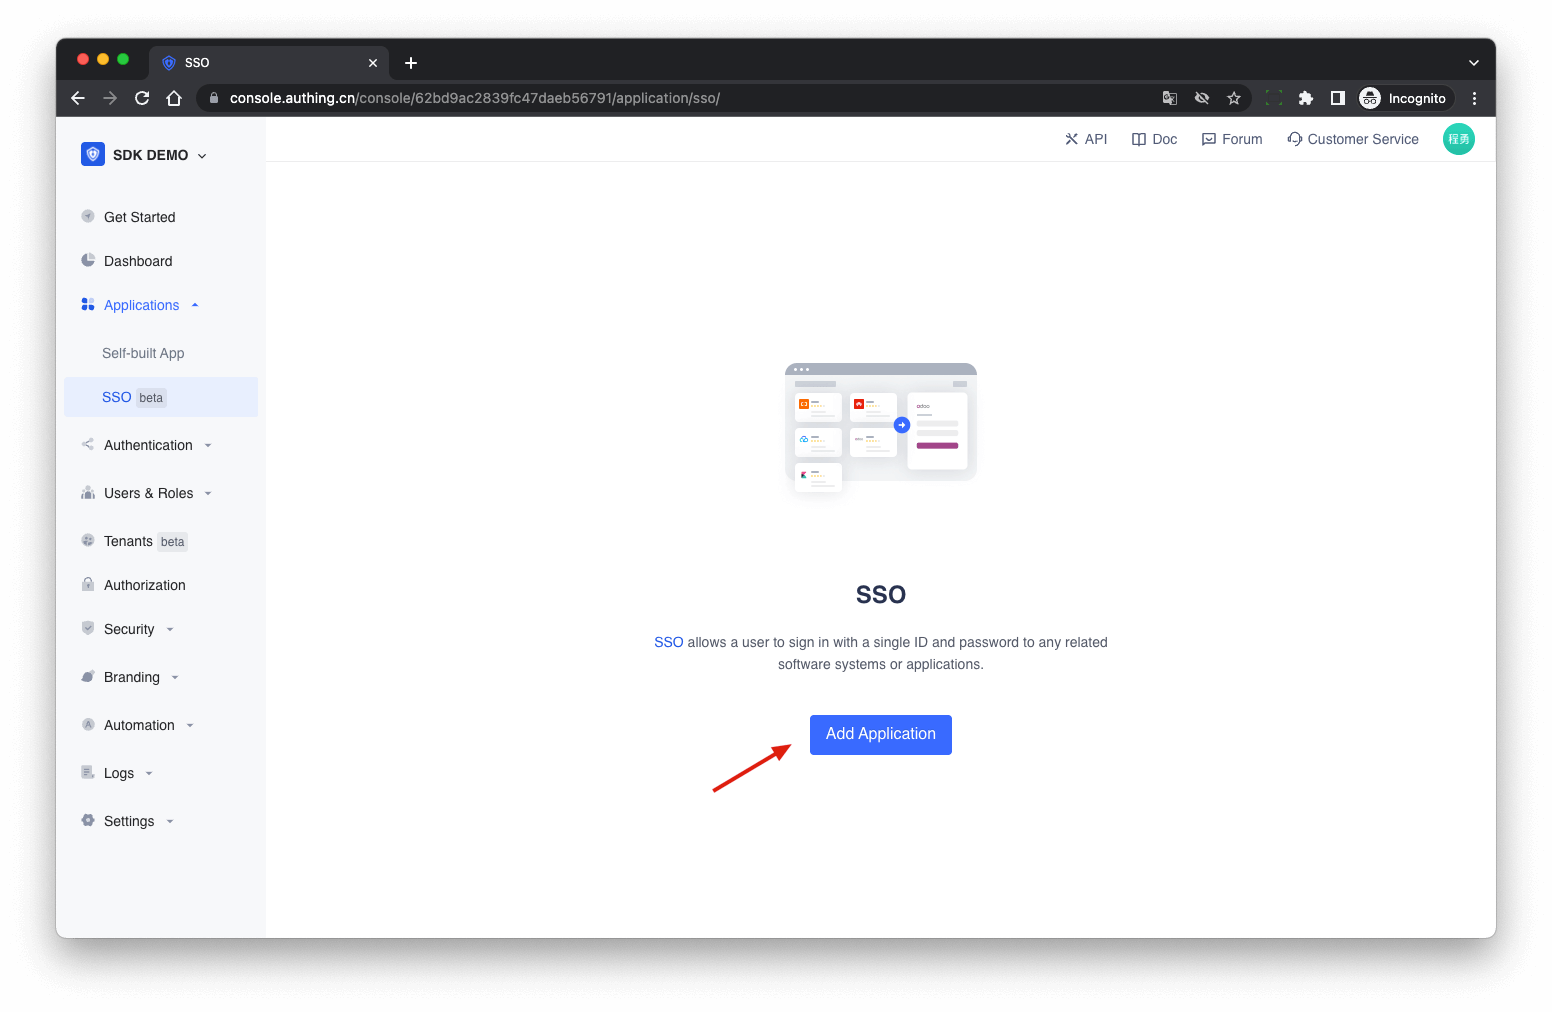 SSO
console.authing.cn/console/62bd9ac2839fc47daeb56791/application/sso/
Incognito
SDK DEMO
API
Doc
Forum
Customer Service
程勇
Get Started
Dashboard
Applications
Self-built App
SSO beta
Authentication
Users & Roles
Tenants beta
Authorization
Security
Branding
Automation
Logs
Settings
odoo
SSO
SSO allows a user to sign in with a single ID and password to any related
software systems or applications.
Add Application